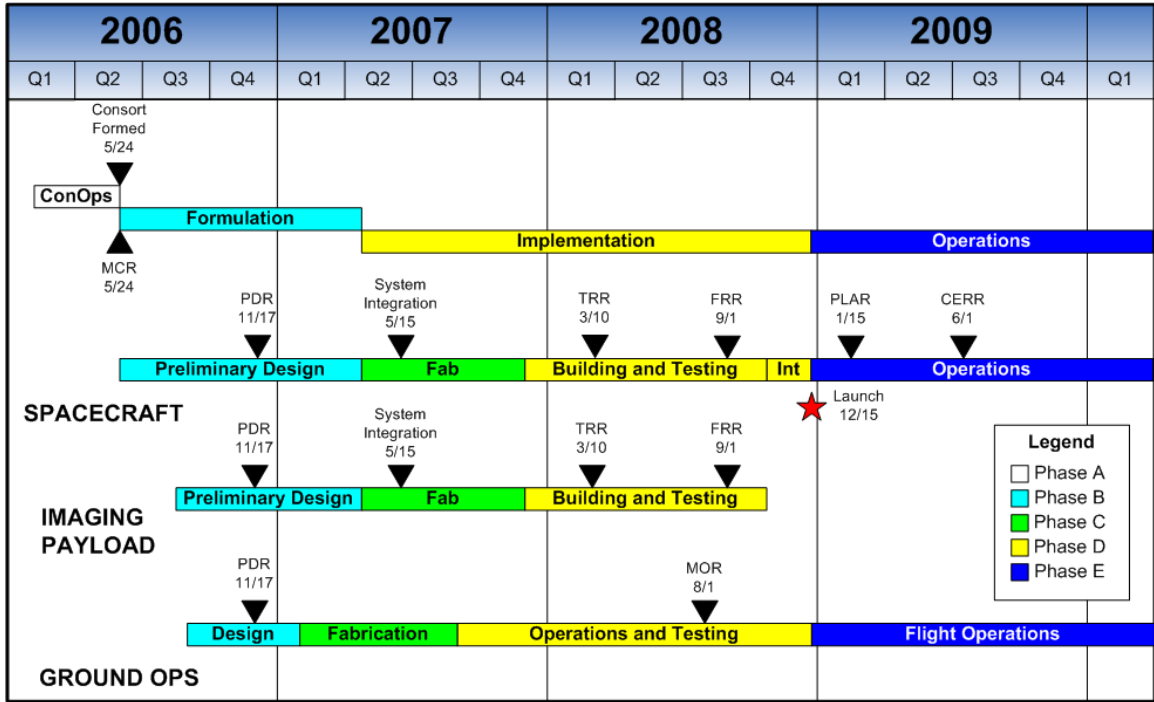 2006 2007 2008 2009
Q1 Q2 Q3 Q4 Q1 Q2 Q3 Q4 Q1 Q2 Q3 Q4 Q1 Q2 Q3 Q4 Q1
Consort
Formed
5/24
ConOps
Formulation
Implementation Operations
MCR
5/24
PDR
11/17
System
Integration
5/15
TRR
3/10
FRR
9/1
PLAR
1/15
CERR
6/1
Preliminary Design Fab Building and Testing Int Operations
SPACECRAFT
Launch
12/15
PDR
11/17
System
Integration
5/15
TRR
3/10
FRR
9/1
Preliminary Design Fab Building and Testing
IMAGING
PAYLOAD
Legend
Phase A
Phase B
Phase C
Phase D
Phase E
PDR
11/17
MOR
8/1
Design Fabrication Operations and Testing Flight Operations
GROUND OPS